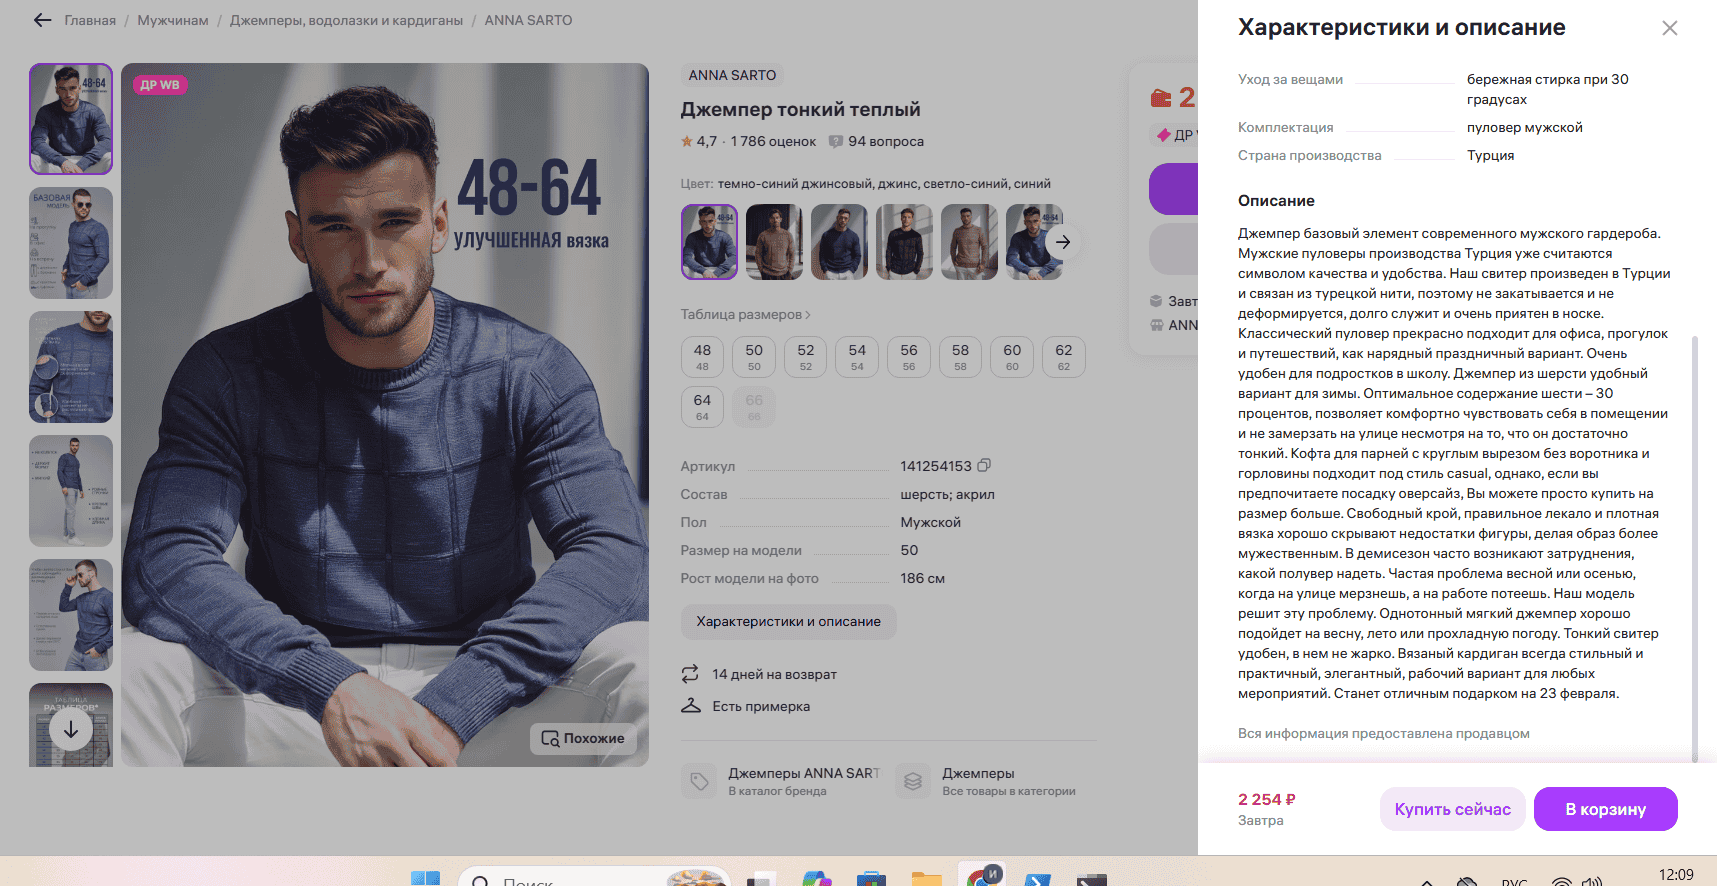 Главная / Мужчинам / Джемперы, водолазки и кардиганы / ANNA SARTO
ДР WB
48-64
УЛУЧШЕННАЯ вязка
Похожие
48-64
БАЗОВАЯ
МОДЕЛЬ
ТАБЛИЦА
РАЗМЕРОВ*
ANNA SARTO
Джемпер тонкий теплый
4,7 · 1 786 оценок
94 вопроса
Цвет: темно-синий джинсовый, джинс, светло-синий, синий
48-64
48-64
Таблица размеров
48 50 52 54 56 58 60 62
48 50 52 54 56 58 60 62
64 66
64 66
Артикул 141254153
Состав шерсть; акрил
Пол Мужской
Размер на модели 50
Рост модели на фото 186 см
Характеристики и описание
14 дней на возврат
Есть примерка
Джемперы ANNA SART
В каталог бренда
Джемперы
Все товары в категории
2
ДР
Завт
ANN
Характеристики и описание
Уход за вещами бережная стирка при 30
градусах
Комплектация пуловер мужской
Страна производства Турция
Описание
Джемпер базовый элемент современного мужского гардероба.
Мужские пуловеры производства Турция уже считаются
символом качества и удобства. Наш свитер произведен в Турции
и связан из турецкой нити, поэтому не закатывается и не
деформируется, долго служит и очень приятен в носке.
Классический пуловер прекрасно подходит для офиса, прогулок
и путешествий, как нарядный праздничный вариант. Очень
удобен для подростков в школу. Джемпер из шерсти удобный
вариант для зимы. Оптимальное содержание шести – 30
процентов, позволяет комфортно чувствовать себя в помещении
и не замерзать на улице несмотря на то, что он достаточно
тонкий. Кофта для парней с круглым вырезом без воротника и
горловины подходит под стиль casual, однако, если вы
предпочитаете посадку оверсайз, Вы можете просто купить на
размер больше. Свободный крой, правильное лекало и плотная
вязка хорошо скрывают недостатки фигуры, делая образ более
мужественным. В демисезон часто возникают затруднения,
какой полувер надеть. Частая проблема весной или осенью,
когда на улице мерзнешь, а на работе потеешь. Наш модель
решит эту проблему. Однотонный мягкий джемпер хорошо
подойдет на весну, лето или прохладную погоду. Тонкий свитер
удобен, в нем не жарко. Вязаный кардиган всегда стильный и
практичный, элегантный, рабочий вариант для любых
мероприятий. Станет отличным подарком на 23 февраля.
Вся информация предоставлена продавцом
2 254 ₽
Завтра
Купить сейчас
В корзину
Поиск
И
РУС
12:09